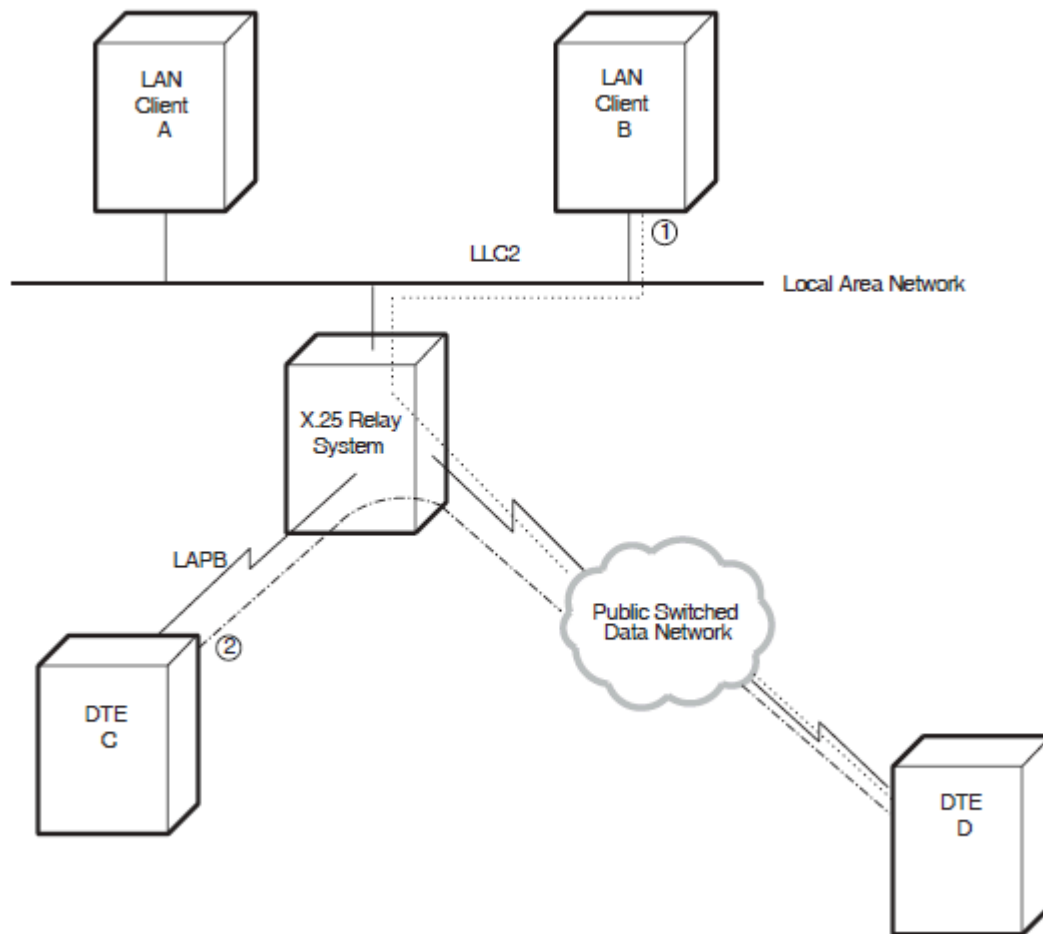 LAN
Client
A
LAN
Client
B
①
LLC2
Local Area Network
X.25 Relay
System
LAPB
Public Switched
Data Network
②
DTE
C
DTE
D